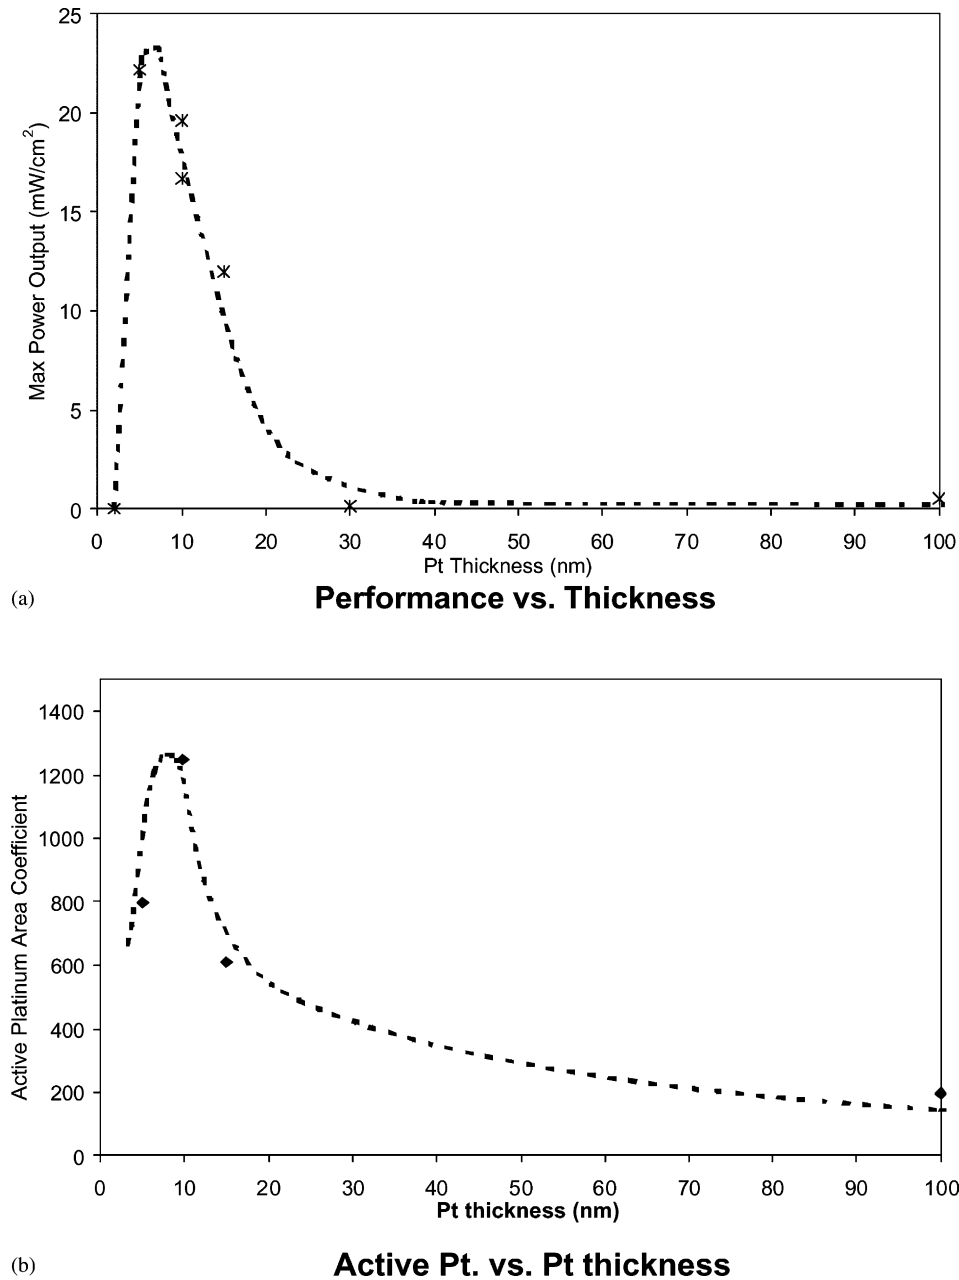 25
20
15
10
5
0
Max Power Output (mW/cm²)
0 10 20 30 40 50 60 70 80 90 100
Pt Thickness (nm)
(a)
Performance vs. Thickness
1400
1200
1000
800
600
400
200
0
Active Platinum Area Coefficient
0 10 20 30 40 50 60 70 80 90 100
Pt thickness (nm)
(b)
Active Pt. vs. Pt thickness